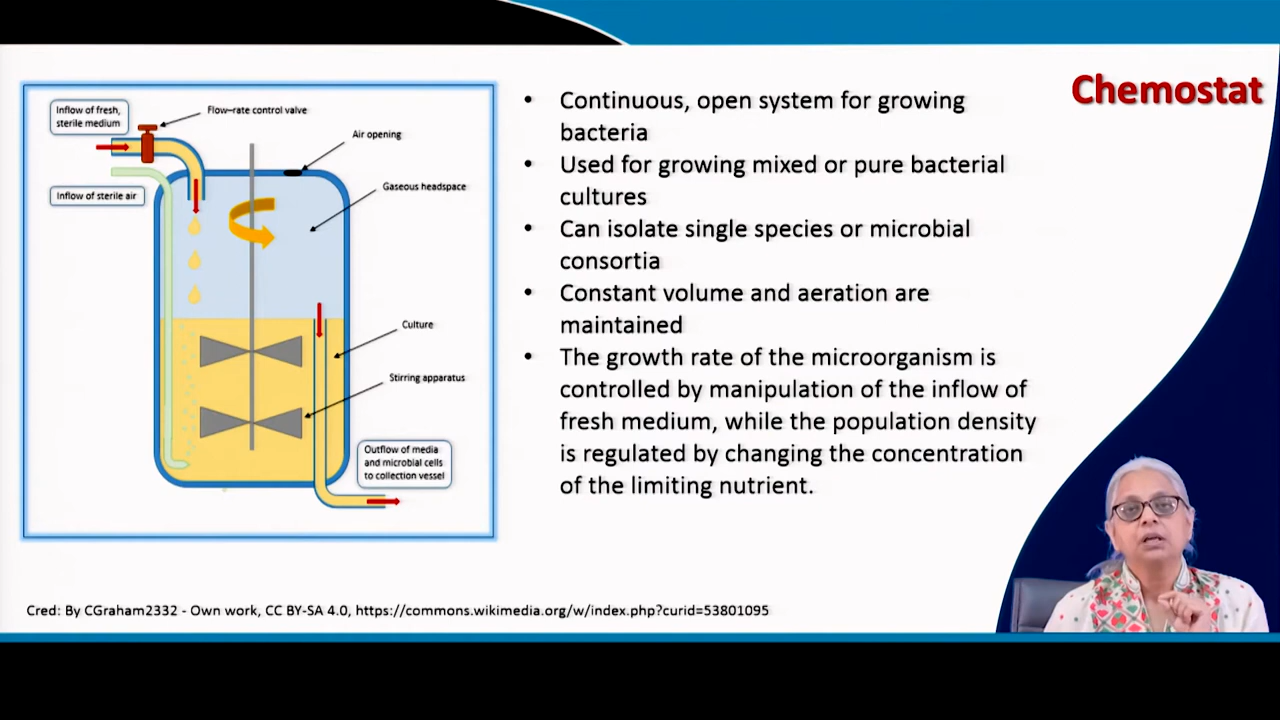 Chemostat
Inflow of fresh,
sterile medium
Flow-rate control valve
Air opening
Inflow of sterile air
Gaseous headspace
Culture
Stirring apparatus
Outflow of media
and microbial cells
to collection vessel
• Continuous, open system for growing
bacteria
• Used for growing mixed or pure bacterial
cultures
• Can isolate single species or microbial
consortia
• Constant volume and aeration are
maintained
• The growth rate of the microorganism is
controlled by manipulation of the inflow of
fresh medium, while the population density
is regulated by changing the concentration
of the limiting nutrient.
Cred: By CGraham2332 - Own work, CC BY-SA 4.0, https://commons.wikimedia.org/w/index.php?curid=53801095